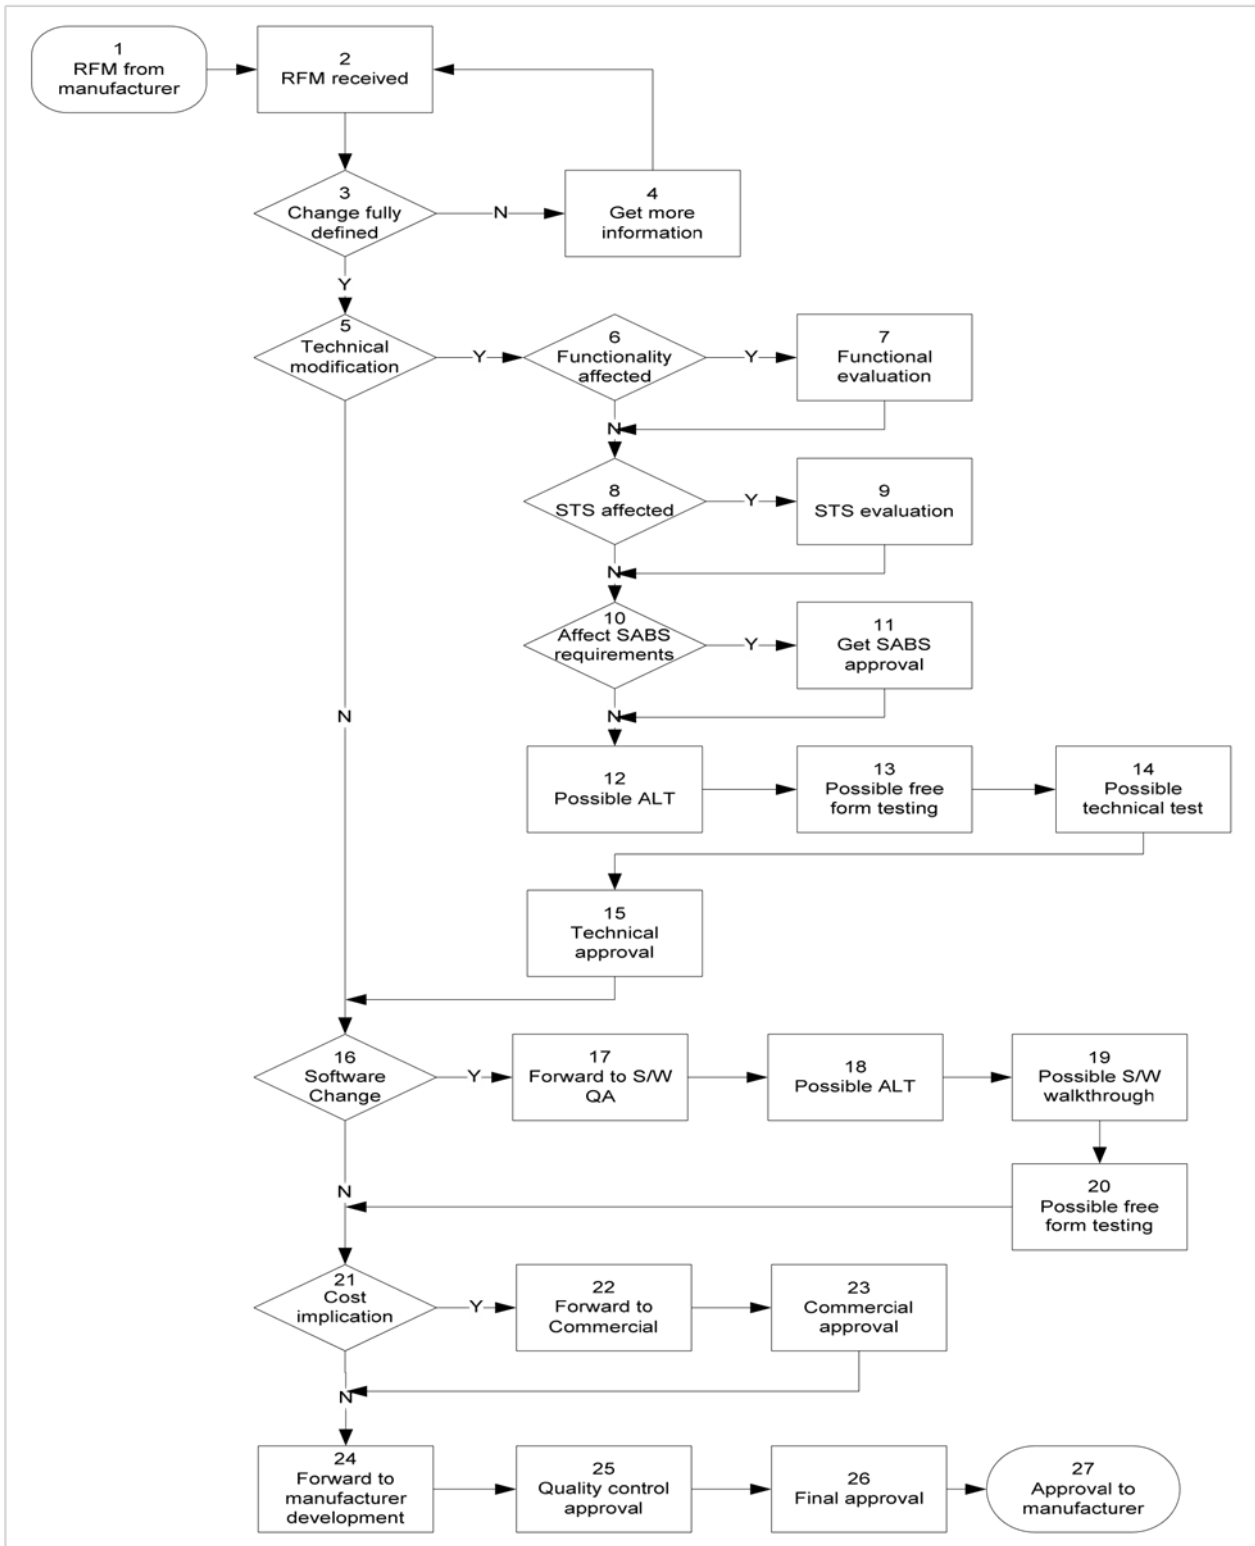 1
RFM from
manufacturer
2
RFM received
3
Change fully
defined
N
4
Get more
information
Y
5
Technical
modification
Y
6
Functionality
affected
Y
7
Functional
evaluation
N
8
STS affected
Y
9
STS evaluation
N
10
Affect SABS
requirements
Y
11
Get SABS
approval
N
N
12
Possible ALT
13
Possible free
form testing
14
Possible
technical test
15
Technical
approval
16
Software
Change
Y
17
Forward to S/W
QA
18
Possible ALT
19
Possible S/W
walkthrough
N
20
Possible free
form testing
21
Cost
implication
Y
22
Forward to
Commercial
23
Commercial
approval
N
24
Forward to
manufacturer
development
25
Quality control
approval
26
Final approval
27
Approval to
manufacturer